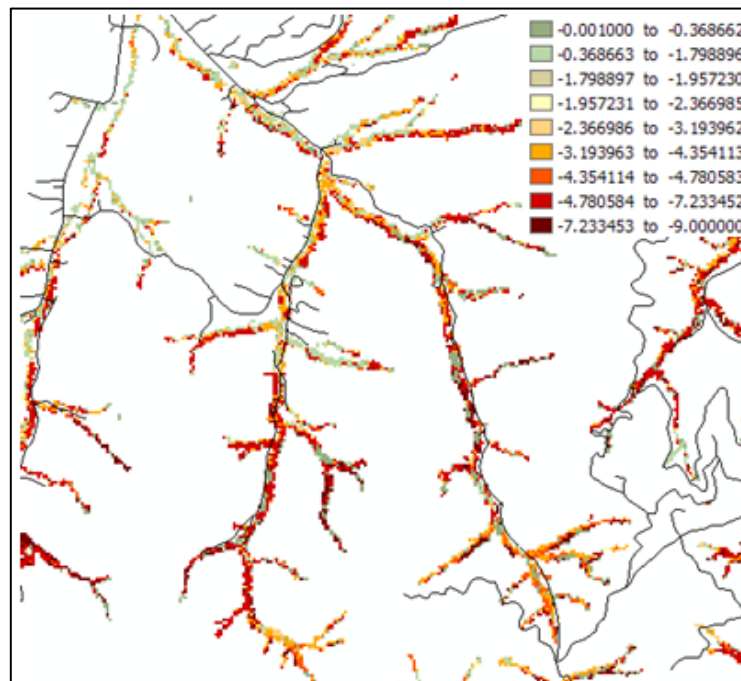 -0.001000 to -0.368662
-0.368663 to -1.798896
-1.798897 to -1.957230
-1.957231 to -2.366985
-2.366986 to -3.193962
-3.193963 to -4.354113
-4.354114 to -4.780583
-4.780584 to -7.233452
-7.233453 to -9.000000